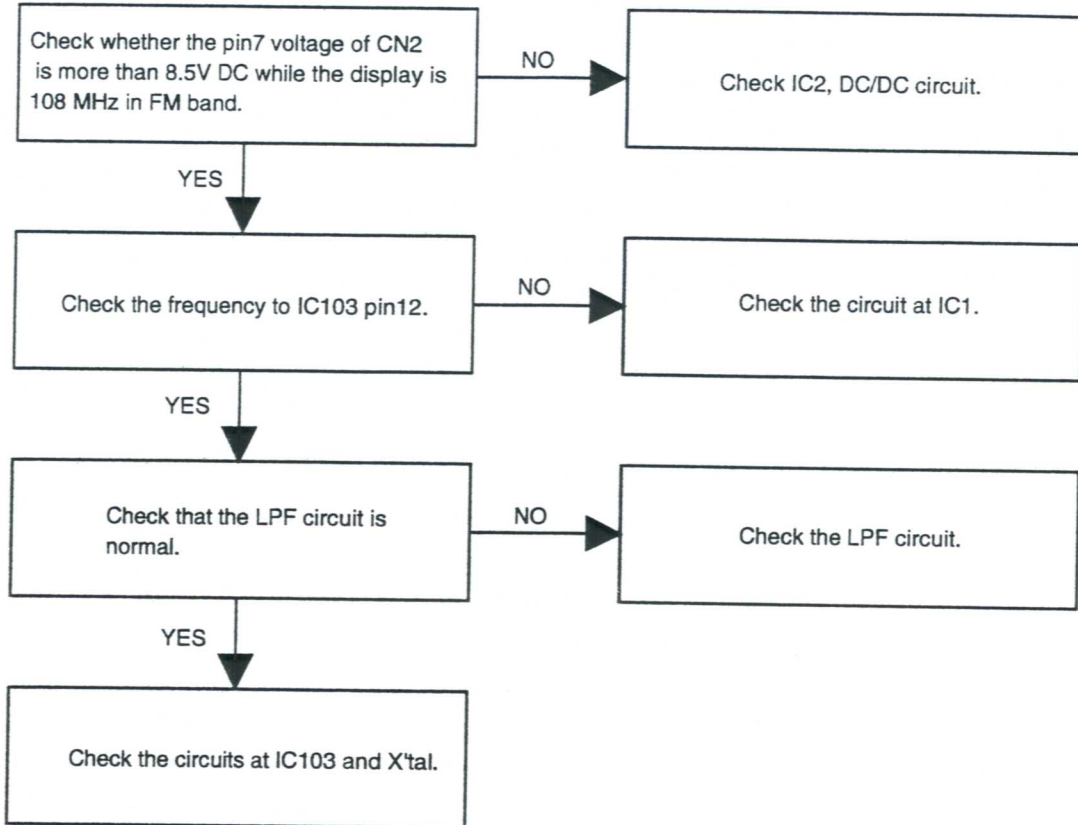 Check whether the pin7 voltage of CN2
is more than 8.5V DC while the display is
108 MHz in FM band.
NO
Check IC2, DC/DC circuit.
YES
Check the frequency to IC103 pin12.
NO
Check the circuit at IC1.
YES
Check that the LPF circuit is
normal.
NO
Check the LPF circuit.
YES
Check the circuits at IC103 and X'tal.